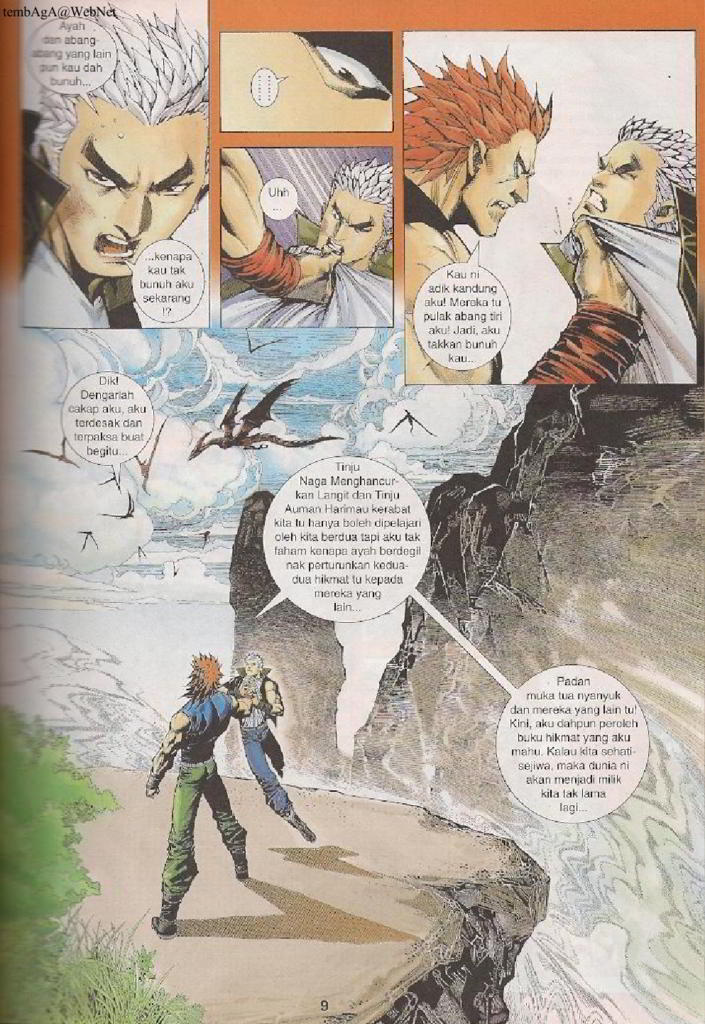 tembAgA@WebNet
Ayah
dan abang-
abang yang lain
pun kau dah
bunuh...
...kenapa
kau tak
bunuh aku
sekarang
!?
Uhh
...
Kau ni
adik kandung
aku! Mereka tu
pulak abang tiri
aku! Jadi, aku
takkan bunuh
kau...
Dik!
Dengarlah
cakap aku, aku
terdesak dan
terpaksa buat
begitu...
Tinju
Naga Menghancur-
kan Langit dan Tinju
Auman Harimau kerabat
kita tu hanya boleh dipelajari
oleh kita berdua tapi aku tak
faham kenapa ayah berdegil
nak perturunkan kedua-
dua hikmat tu kepada
mereka yang
lain...
Padan
muka tua nyanyuk
dan mereka yang lain tu!
Kini, aku dahpun peroleh
buku hikmat yang aku
mahu. Kalau kita sehati-
sejiwa, maka dunia ni
akan menjadi milik
kita tak lama
lagi...
9